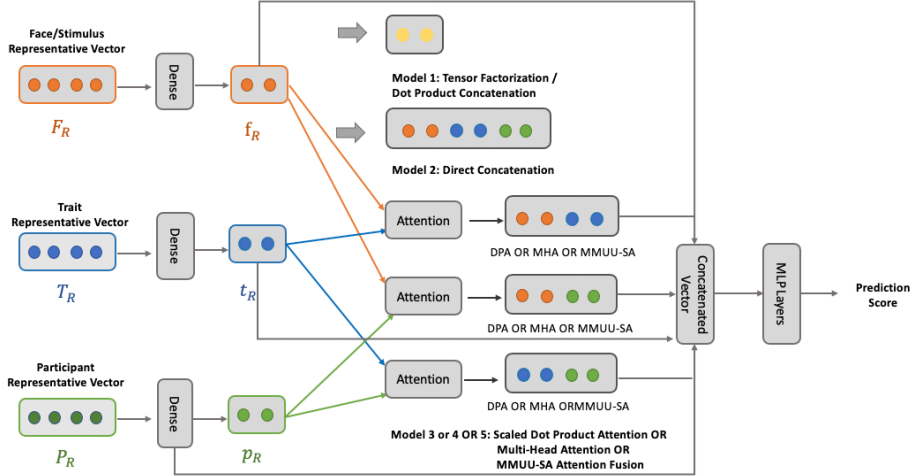 Face/Stimulus
Representative Vector
F_R
Dense
f_R
Model 1: Tensor Factorization /
Dot Product Concatenation
Model 2: Direct Concatenation
Trait
Representative Vector
T_R
Dense
t_R
Attention
DPA OR MHA OR MMUU-SA
Attention
DPA OR MHA OR MMUU-SA
Concatenated
Vector
MLP Layers
Prediction
Score
Participant
Representative Vector
P_R
Dense
p_R
Attention
DPA OR MHA ORMMUU-SA
Model 3 or 4 OR 5: Scaled Dot Product Attention OR
Multi-Head Attention OR
MMUU-SA Attention Fusion